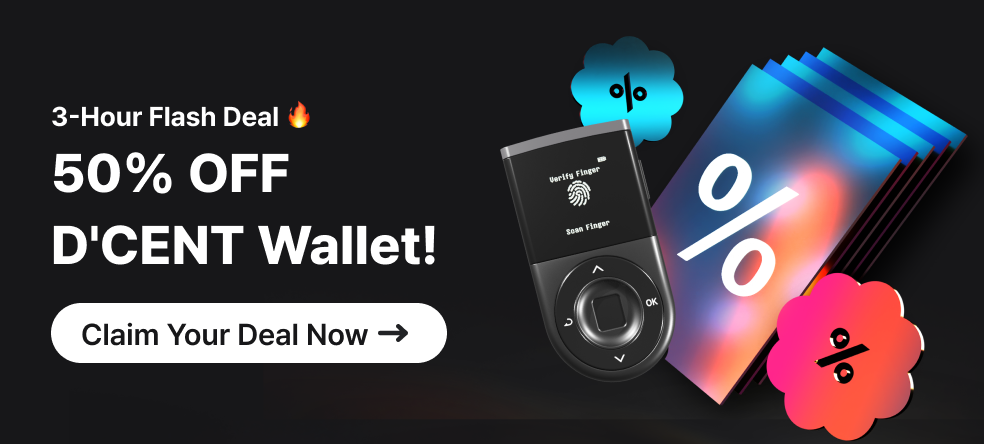 3-Hour Flash Deal 🔥
50% OFF
D'CENT Wallet!
Claim Your Deal Now →
%
Verify Finger
Scan Finger
OK
%
%